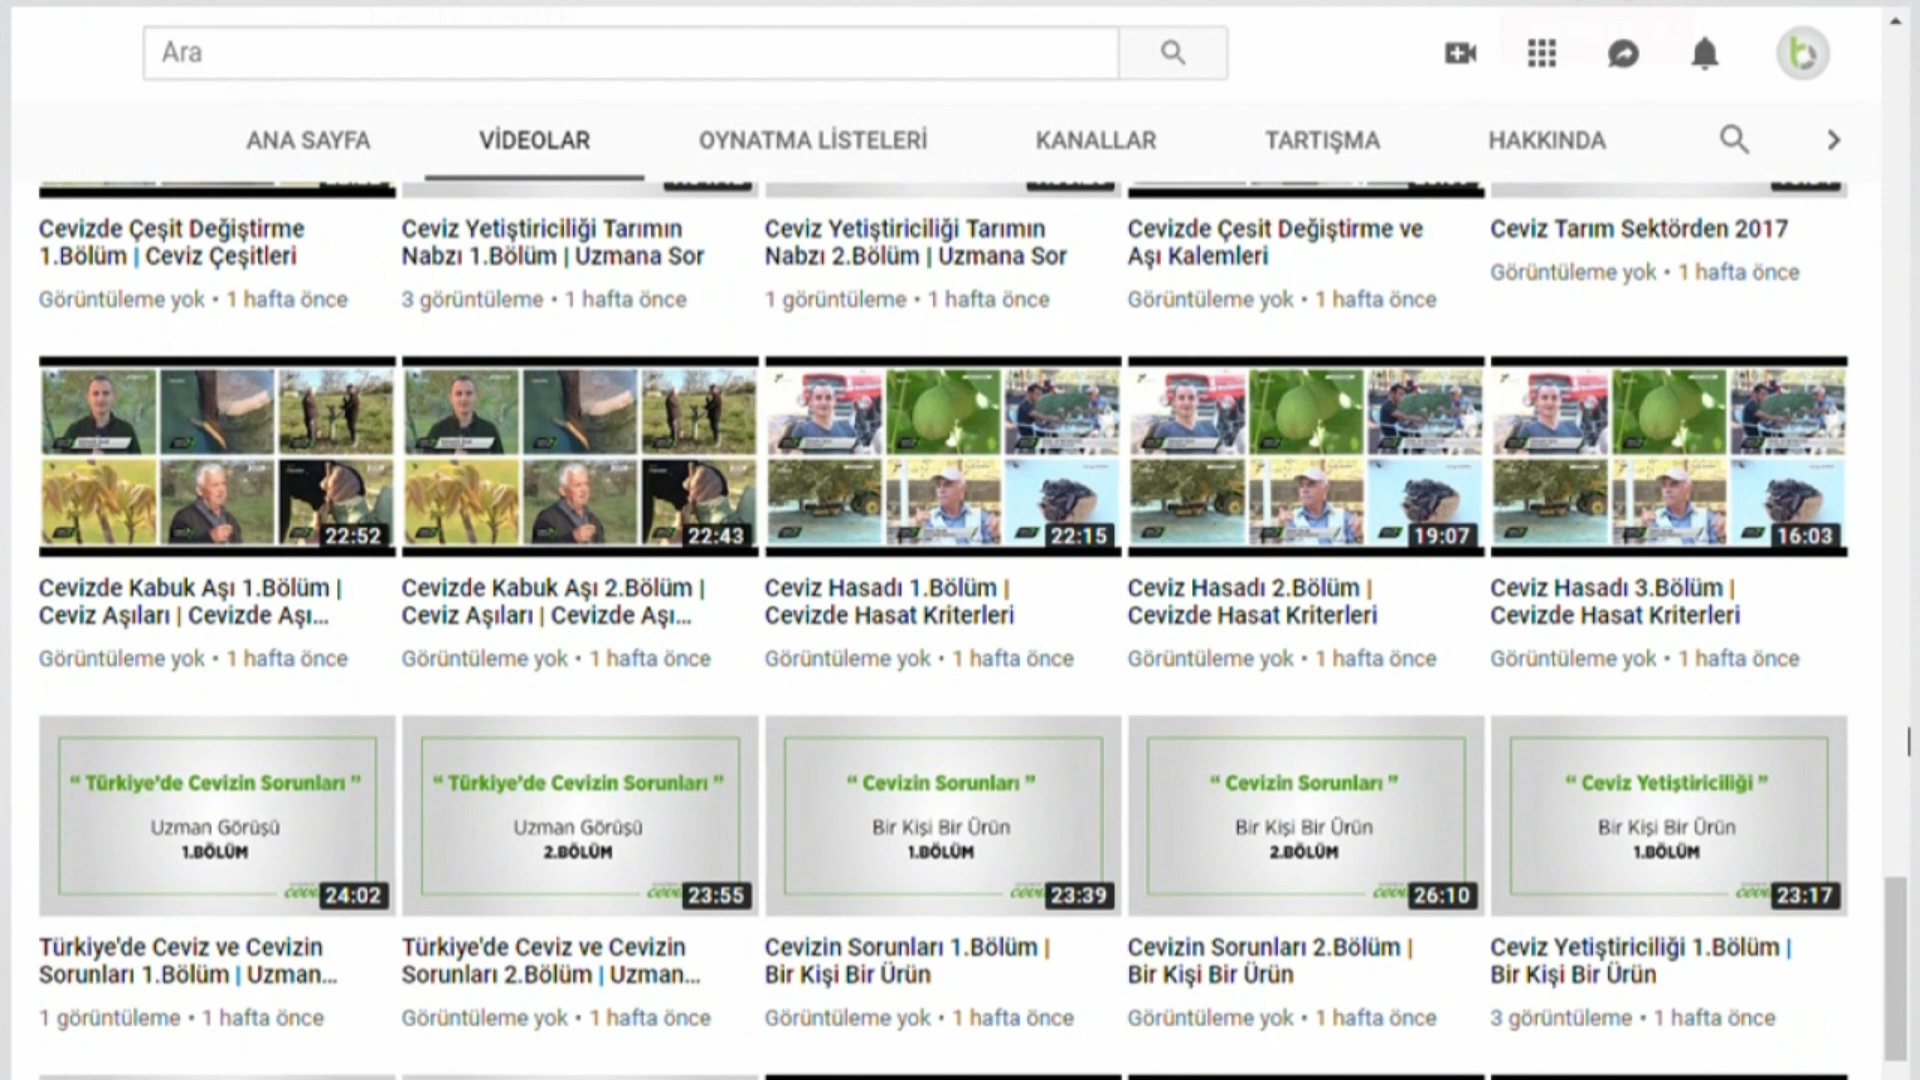 Ara
ANA SAYFA
VİDEOLAR
OYNATMA LİSTELERİ
KANALLAR
TARTIŞMA
HAKKINDA
Cevizde Çeşit Değiştirme
1.Bölüm | Ceviz Çeşitleri
Görüntüleme yok • 1 hafta önce
Ceviz Yetiştiriciliği Tarımın
Nabzı 1.Bölüm | Uzmana Sor
3 görüntüleme • 1 hafta önce
Ceviz Yetiştiriciliği Tarımın
Nabzı 2.Bölüm | Uzmana Sor
1 görüntüleme • 1 hafta önce
Cevizde Çeşit Değiştirme ve
Aşı Kalemleri
Görüntüleme yok • 1 hafta önce
Ceviz Tarım Sektörden 2017
Görüntüleme yok • 1 hafta önce
22:52
Cevizde Kabuk Aşı 1.Bölüm |
Ceviz Aşıları | Cevizde Aşı...
Görüntüleme yok • 1 hafta önce
22:43
Cevizde Kabuk Aşı 2.Bölüm |
Ceviz Aşıları | Cevizde Aşı...
Görüntüleme yok • 1 hafta önce
22:15
Ceviz Hasadı 1.Bölüm |
Cevizde Hasat Kriterleri
Görüntüleme yok • 1 hafta önce
19:07
Ceviz Hasadı 2.Bölüm |
Cevizde Hasat Kriterleri
Görüntüleme yok • 1 hafta önce
16:03
Ceviz Hasadı 3.Bölüm |
Cevizde Hasat Kriterleri
Görüntüleme yok • 1 hafta önce
“ Türkiye’de Cevizin Sorunları ”
Uzman Görüşü
1.BÖLÜM
24:02
Türkiye'de Ceviz ve Cevizin
Sorunları 1.Bölüm | Uzman...
1 görüntüleme • 1 hafta önce
“ Türkiye’de Cevizin Sorunları ”
Uzman Görüşü
2.BÖLÜM
23:55
Türkiye'de Ceviz ve Cevizin
Sorunları 2.Bölüm | Uzman...
Görüntüleme yok • 1 hafta önce
“ Cevizin Sorunları ”
Bir Kişi Bir Ürün
1.BÖLÜM
23:39
Cevizin Sorunları 1.Bölüm |
Bir Kişi Bir Ürün
Görüntüleme yok • 1 hafta önce
“ Cevizin Sorunları ”
Bir Kişi Bir Ürün
2.BÖLÜM
26:10
Cevizin Sorunları 2.Bölüm |
Bir Kişi Bir Ürün
Görüntüleme yok • 1 hafta önce
“ Ceviz Yetiştiriciliği ”
Bir Kişi Bir Ürün
1.BÖLÜM
23:17
Ceviz Yetiştiriciliği 1.Bölüm |
Bir Kişi Bir Ürün
3 görüntüleme • 1 hafta önce